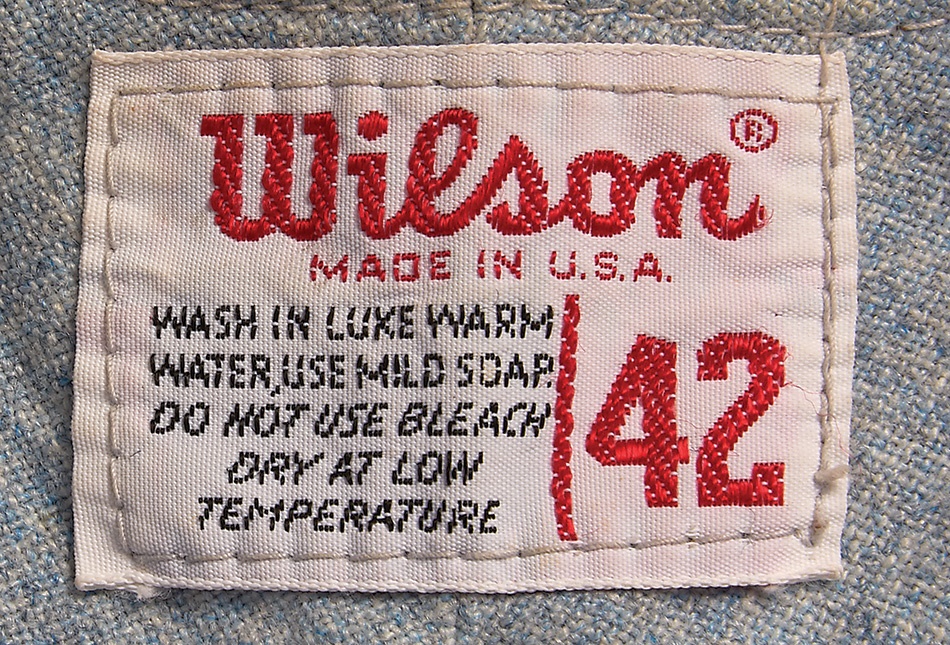 Wilson®
MADE IN U.S.A.
WASH IN LUKE WARM
WATER, USE MILD SOAP.
DO NOT USE BLEACH
DRY AT LOW
TEMPERATURE
42